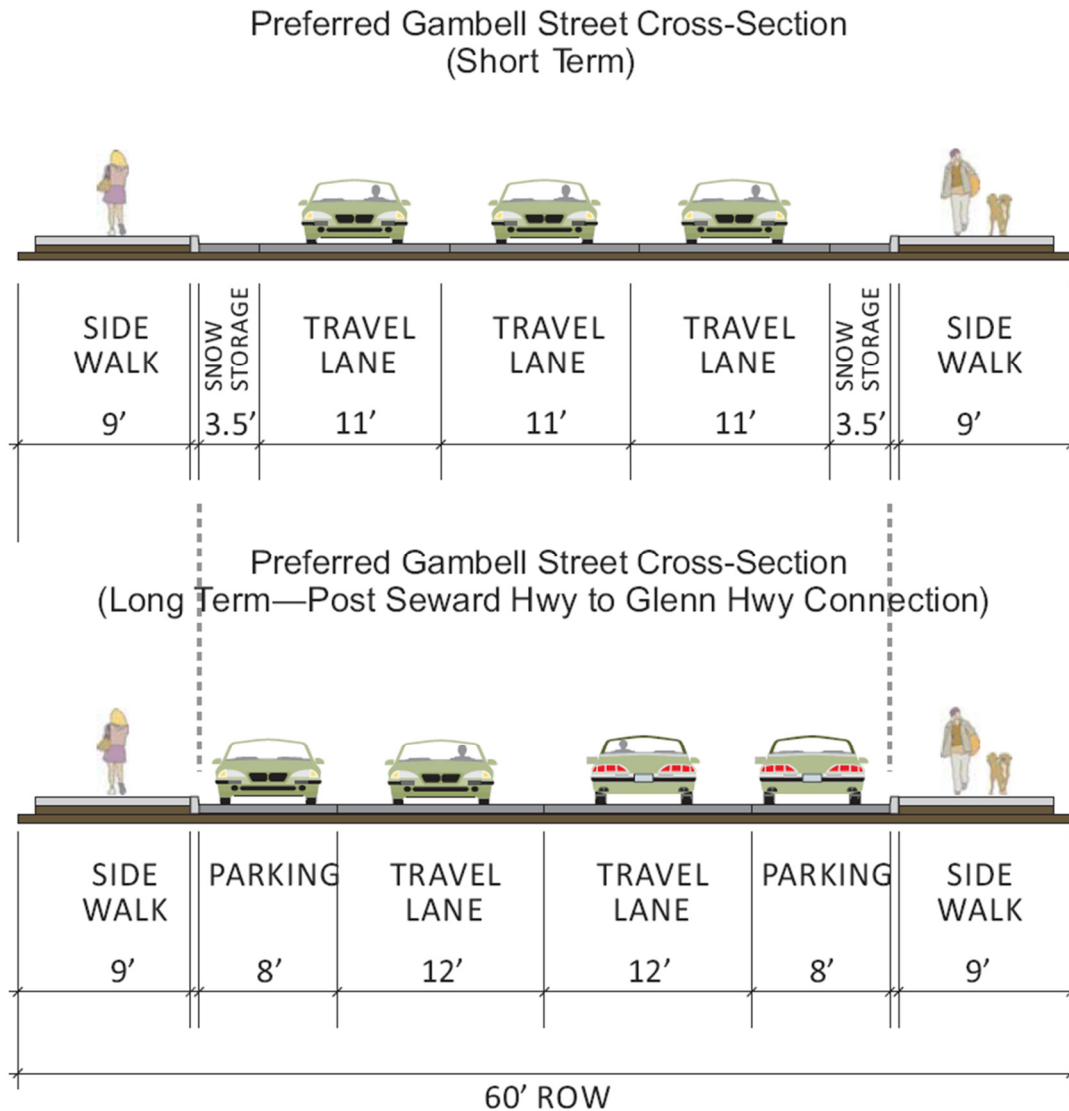 Preferred Gambell Street Cross-Section
(Short Term)
SIDE WALK
SNOW STORAGE
TRAVEL LANE
TRAVEL LANE
TRAVEL LANE
SNOW STORAGE
SIDE WALK
9’ 3.5’ 11’ 11’ 11’ 3.5’ 9’
Preferred Gambell Street Cross-Section
(Long Term—Post Seward Hwy to Glenn Hwy Connection)
SIDE PARKING TRAVEL TRAVEL PARKING SIDE
WALK LANE LANE WALK
9’ 8’ 12’ 12’ 8’ 9’
60’ ROW